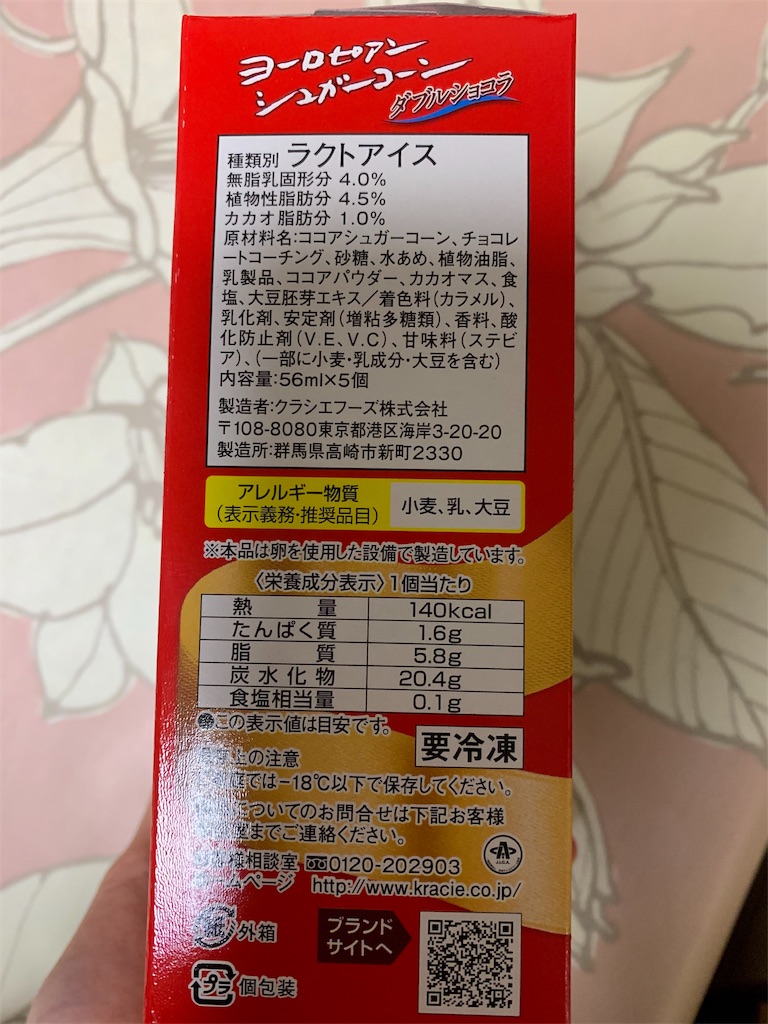 ヨーロピアン
シュガーコーン
ダブルショコラ
種類別 ラクトアイス
無脂乳固形分 4.0%
植物性脂肪分 4.5%
カカオ脂肪分 1.0%
原材料名:ココアシュガーコーン、チョコレ
ートコーチング、砂糖、水あめ、植物油脂、
乳製品、ココアパウダー、カカオマス、食
塩、大豆胚芽エキス/着色料(カラメル)、
乳化剤、安定剤(増粘多糖類)、香料、酸
化防止剤(V.E、V.C)、甘味料(ステビ
ア)、(一部に小麦・乳成分・大豆を含む)
内容量:56ml×5個
製造者:クラシエフーズ株式会社
〒108-8080東京都港区海岸3-20-20
製造所:群馬県高崎市新町2330
アレルギー物質
(表示義務・推奨品目)
小麦、乳、大豆
※本品は卵を使用した設備で製造しています。
〈栄養成分表示〉1個当たり
熱量 140kcal
たんぱく質 1.6g
脂質 5.8g
炭水化物 20.4g
食塩相当量 0.1g
この表示値は目安です。
要冷凍
上の注意
では-18℃以下で保存してください。
についてのお問合せは下記お客様
室までご連絡ください。
様相談室 0120-202903
ームページ http://www.kracie.co.jp/
紙 外箱
ブランド
サイトへ
プラ 個包装